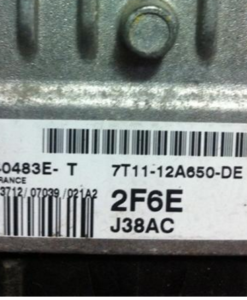 0483E- T 7T11-12A650-DE
RANCE
3712/07039/021A2 2F6E
J38AC